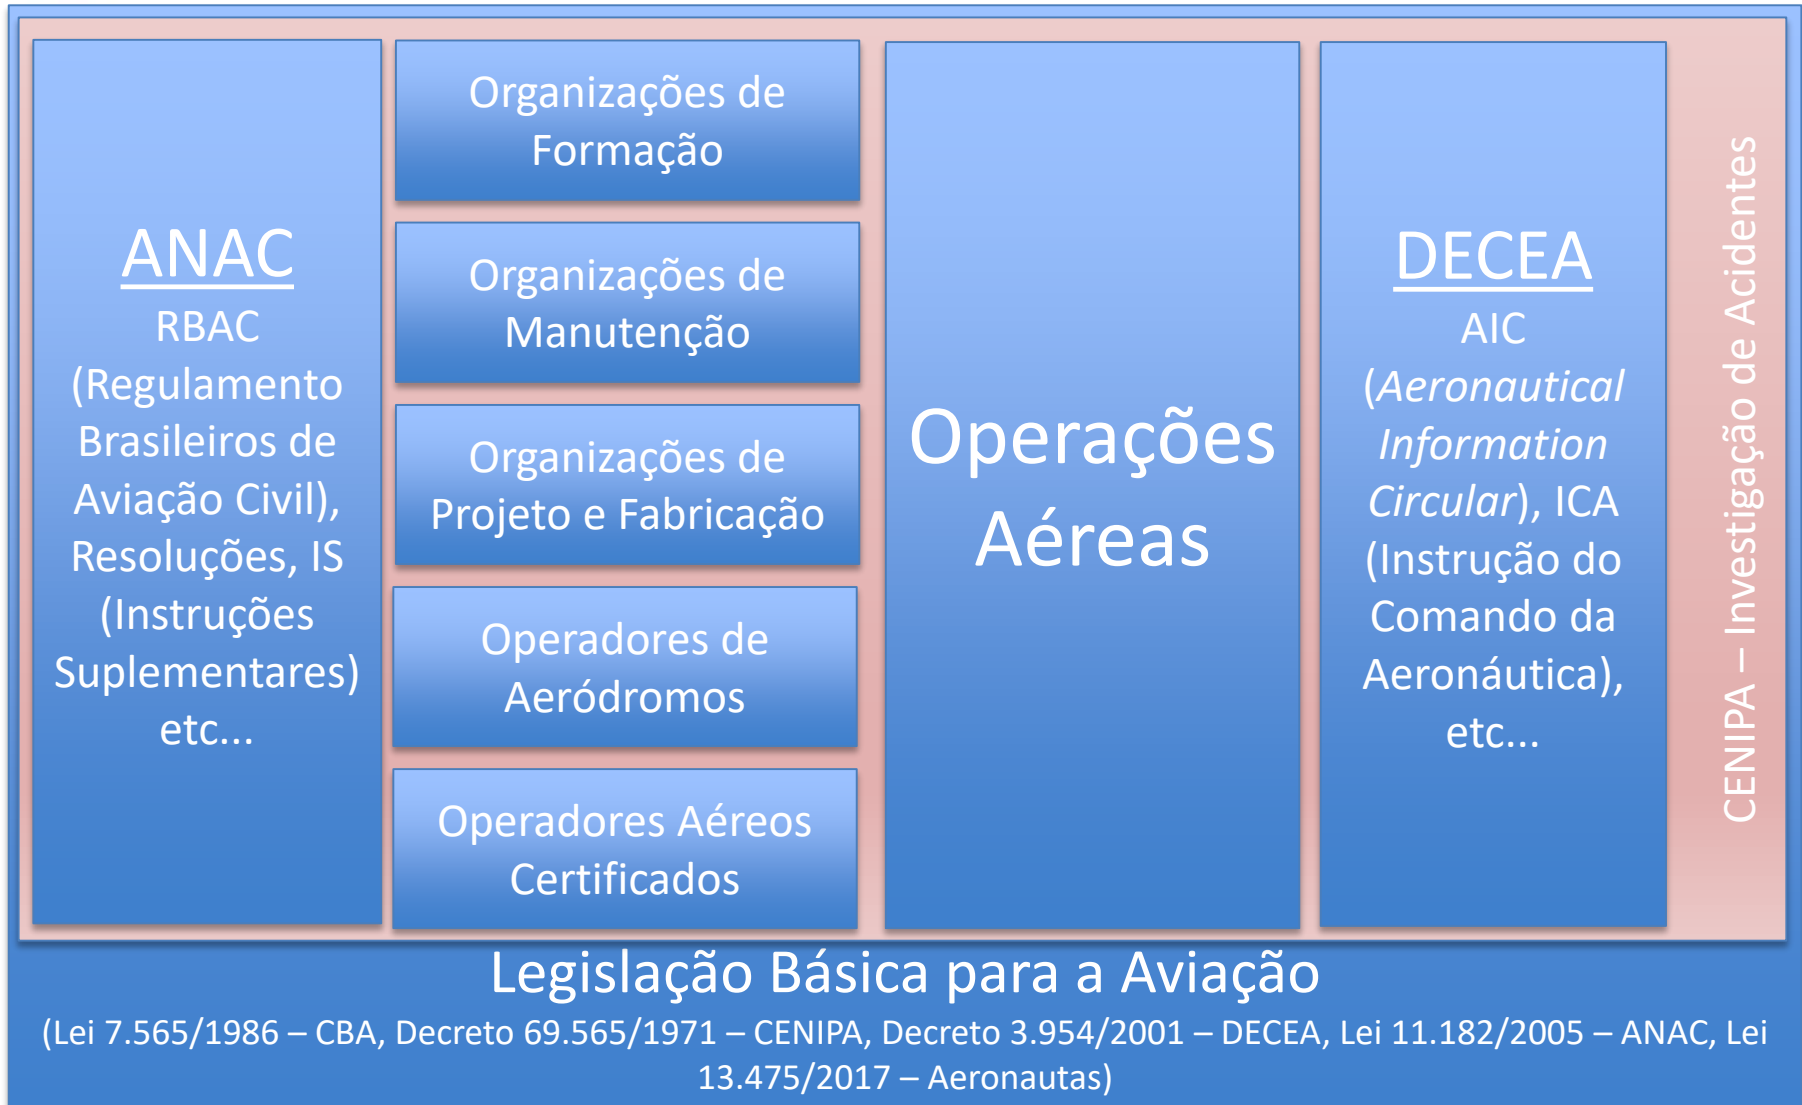 ANAC
RBAC
(Regulamento
Brasileiros de
Aviação Civil),
Resoluções, IS
(Instruções
Suplementares)
etc...
Organizações de
Formação
Organizações de
Manutenção
Organizações de
Projeto e Fabricação
Operadores de
Aeródromos
Operadores Aéreos
Certificados
Operações
Aéreas
DECEA
AIC
(Aeronautical
Information
Circular), ICA
(Instrução do
Comando da
Aeronáutica),
etc...
CENIPA – Investigação de Acidentes
Legislação Básica para a Aviação
(Lei 7.565/1986 – CBA, Decreto 69.565/1971 – CENIPA, Decreto 3.954/2001 – DECEA, Lei 11.182/2005 – ANAC, Lei
13.475/2017 – Aeronautas)